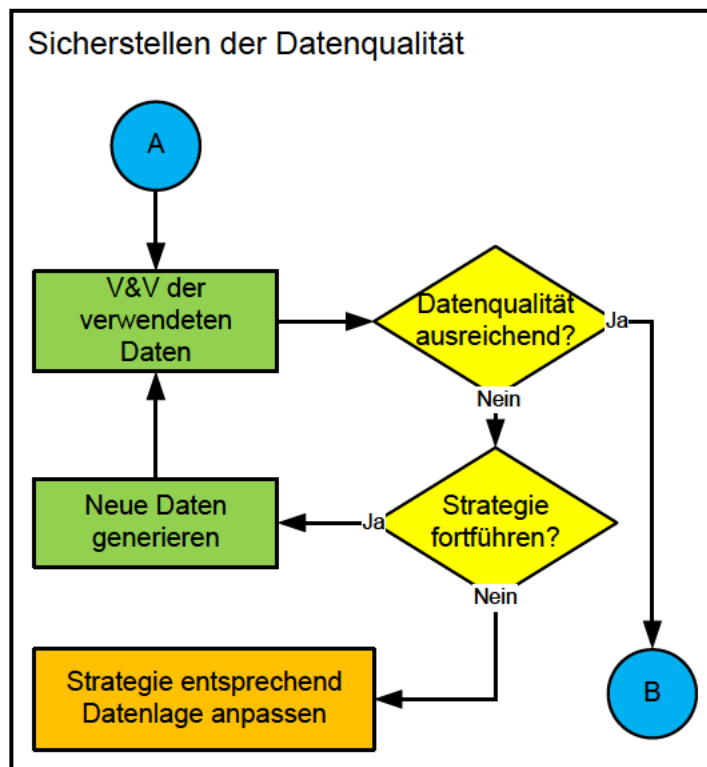 Sicherstellen der Datenqualität
A
V&V der
verwendeten
Daten
Datenqualität
ausreichend?
Ja
Nein
Neue Daten
generieren
Ja
Strategie
fortführen?
Nein
Strategie entsprechend
Datenlage anpassen
B